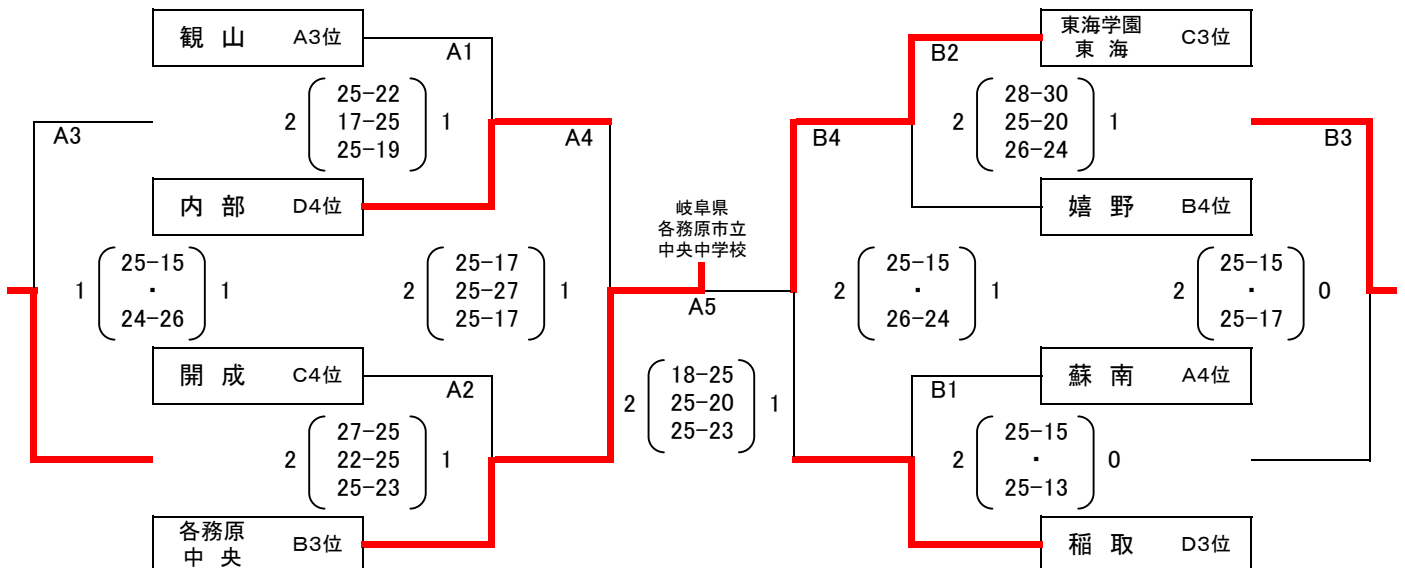 観 山 A3位
A1
2 25-22 1
17-25
25-19
A3
A4
内 部 D4位
1 25-15 1
・
24-26
2 25-17 1
25-27
25-17
開 成 C4位
A2
2 27-25 1
22-25
25-23
各務原
中 央 B3位
岐阜県
各務原市立
中央中学校
A5
2 18-25 1
25-20
25-23
東海学園
東 海 C3位
B2
2 28-30 1
25-20
26-24
B4
B3
嬉 野 B4位
2 25-15 1
・
26-24
2 25-15 0
・
25-17
蘇 南 A4位
B1
2 25-15 0
・
25-13
稲 取 D3位